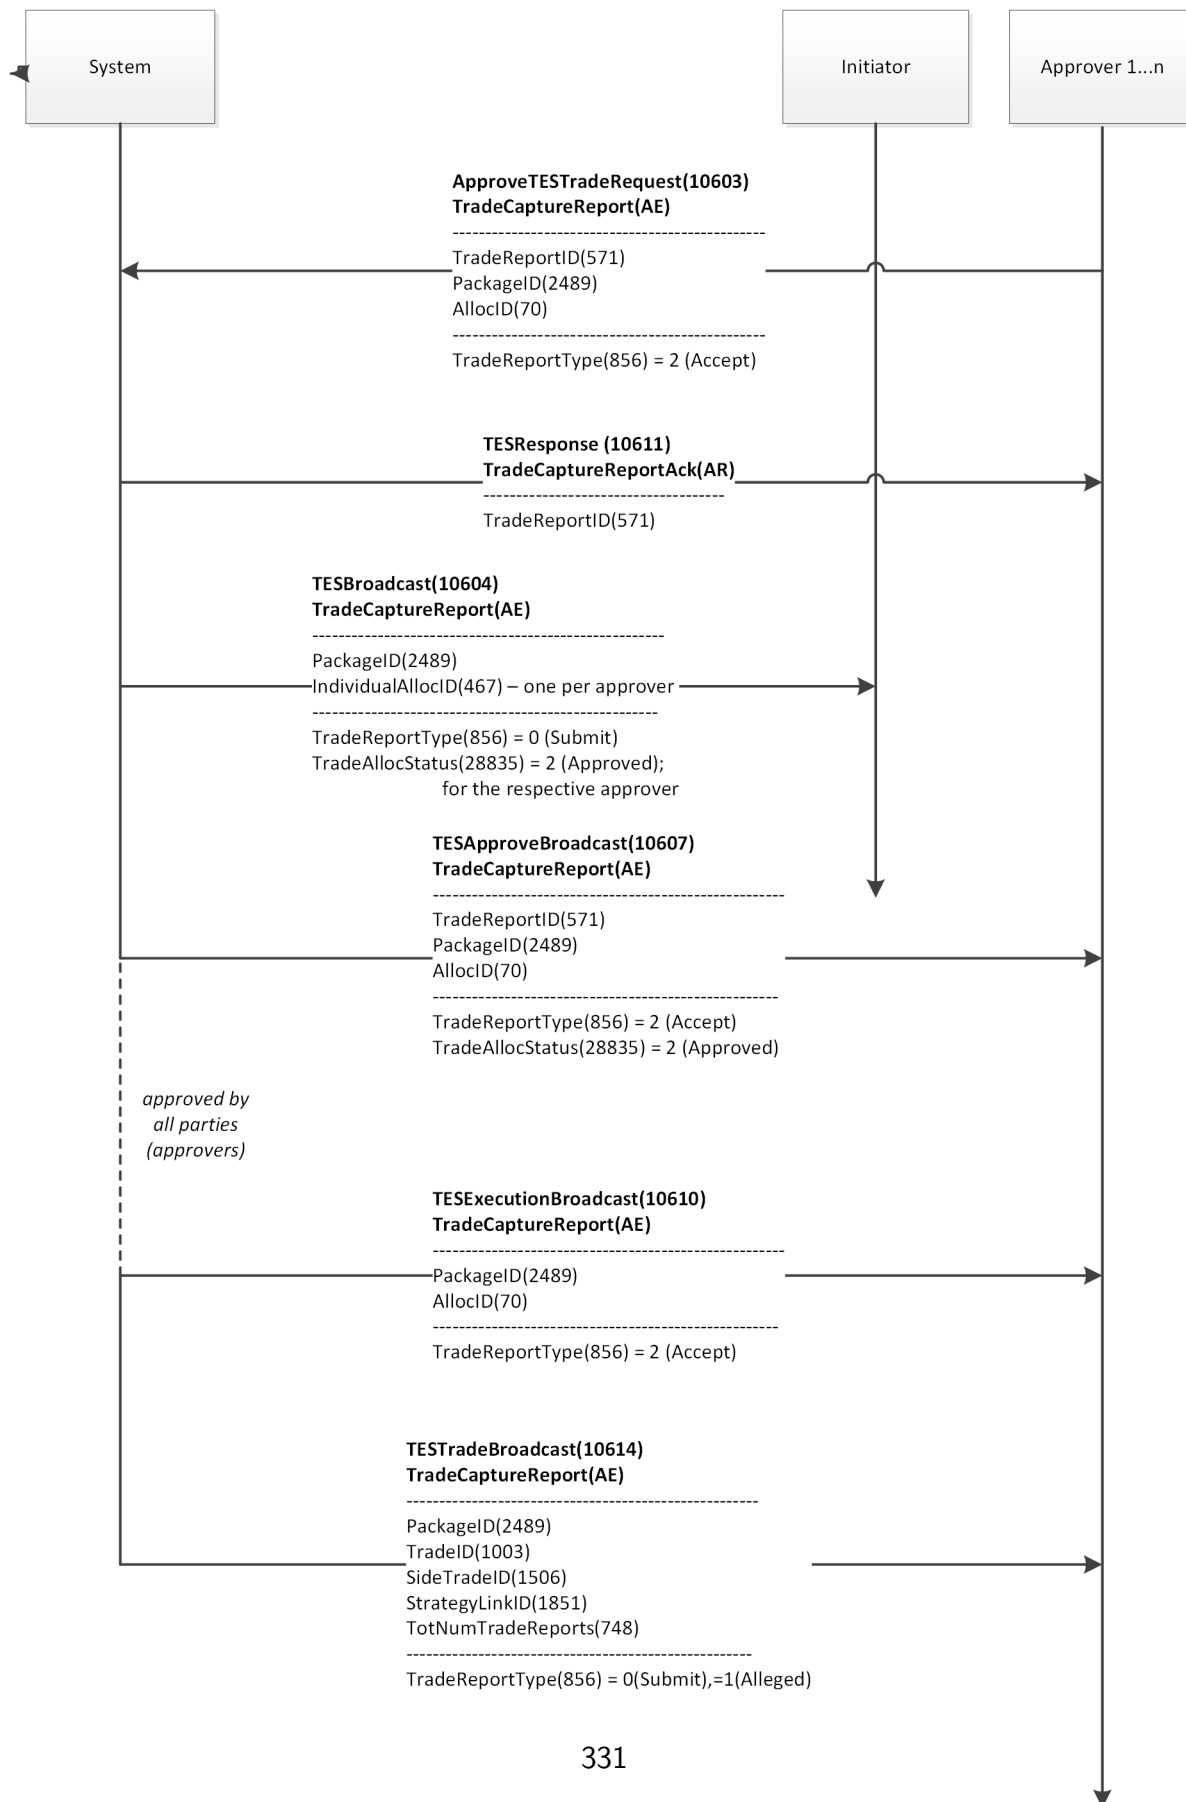 System
Initiator
Approver 1...n
ApproveTESTradeRequest(10603)
TradeCaptureReport(AE)
------------------------------------------------
TradeReportID(571)
PackageID(2489)
AllocID(70)
------------------------------------------------
TradeReportType(856) = 2 (Accept)
TESResponse (10611)
TradeCaptureReportAck(AR)
-------------------------------------
TradeReportID(571)
TESBroadcast(10604)
TradeCaptureReport(AE)
------------------------------------------------------
PackageID(2489)
IndividualAllocID(467) – one per approver
-----------------------------------------------------
TradeReportType(856) = 0 (Submit)
TradeAllocStatus(28835) = 2 (Approved);
for the respective approver
TESApproveBroadcast(10607)
TradeCaptureReport(AE)
------------------------------------------------------
TradeReportID(571)
PackageID(2489)
AllocID(70)
-----------------------------------------------------
TradeReportType(856) = 2 (Accept)
TradeAllocStatus(28835) = 2 (Approved)
approved by
all parties
(approvers)
TESExecutionBroadcast(10610)
TradeCaptureReport(AE)
------------------------------------------------------
PackageID(2489)
AllocID(70)
-----------------------------------------------------
TradeReportType(856) = 2 (Accept)
TESTradeBroadcast(10614)
TradeCaptureReport(AE)
------------------------------------------------------
PackageID(2489)
TradeID(1003)
SideTradeID(1506)
StrategyLinkID(1851)
TotNumTradeReports(748)
-----------------------------------------------------
TradeReportType(856) = 0(Submit),=1(Alleged)
331